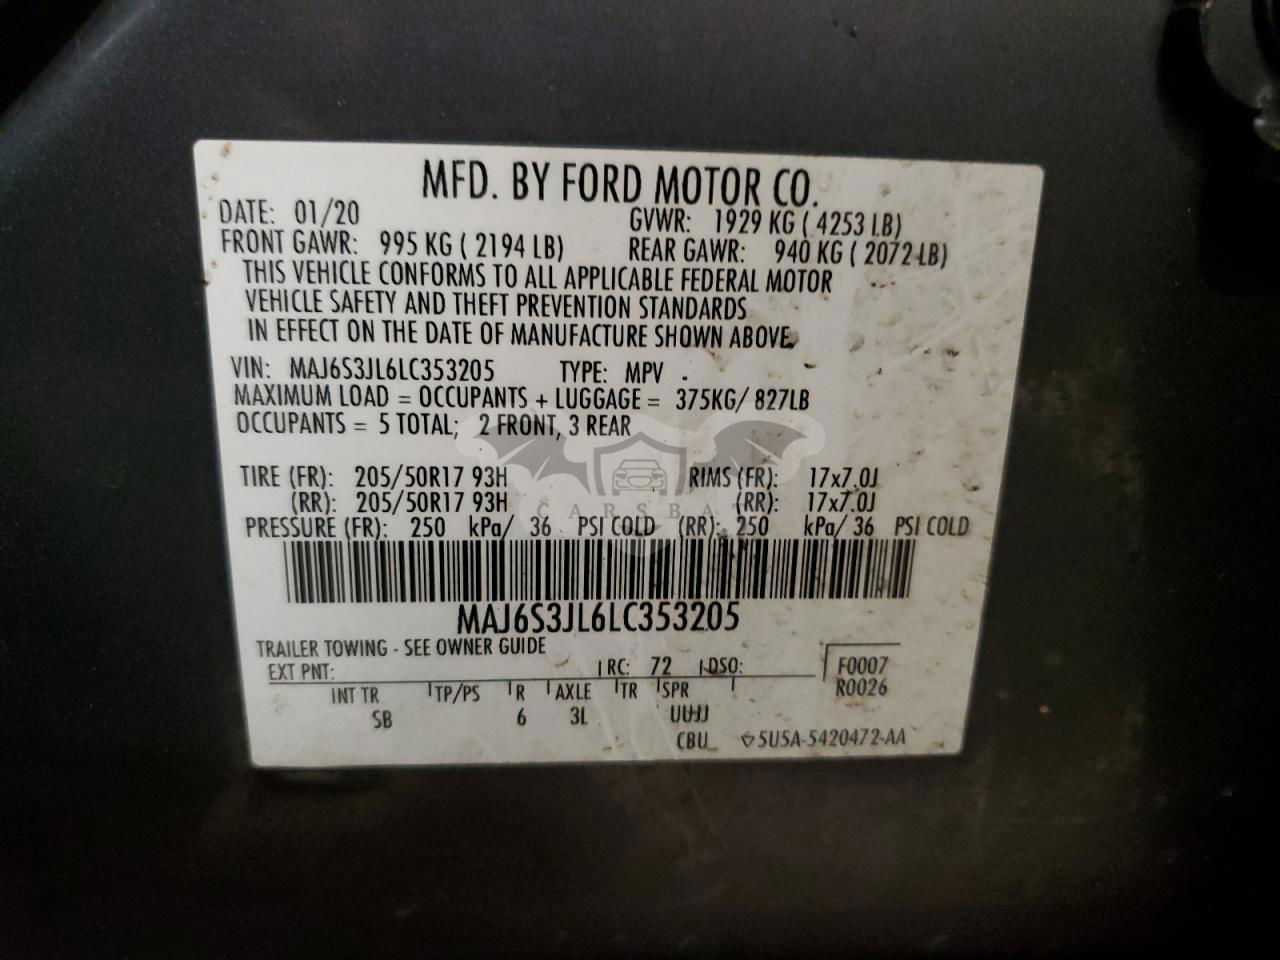 MFD. BY FORD MOTOR CO.
DATE: 01/20 GVWR: 1929 KG ( 4253 LB)
FRONT GAWR: 995 KG ( 2194 LB) REAR GAWR: 940 KG ( 2072 LB)
THIS VEHICLE CONFORMS TO ALL APPLICABLE FEDERAL MOTOR
VEHICLE SAFETY AND THEFT PREVENTION STANDARDS
IN EFFECT ON THE DATE OF MANUFACTURE SHOWN ABOVE.
VIN: MAJ6S3JL6LC353205 TYPE: MPV
MAXIMUM LOAD = OCCUPANTS + LUGGAGE = 375KG/ 827LB
OCCUPANTS = 5 TOTAL; 2 FRONT, 3 REAR
TIRE (FR): 205/50R17 93H RIMS (FR): 17x7.0J
(RR): 205/50R17 93H (RR): 17x7.0J
CARSBAT
PRESSURE (FR): 250 kPa/ 36 PSI COLD (RR): 250 kPa/ 36 PSI COLD
MAJ6S3JL6LC353205
TRAILER TOWING - SEE OWNER GUIDE
EXT PNT: RC: 72 DSO: F0007
R0026
INT TR TP/PS R AXLE TR SPR
SB 6 3L UUJJ
CBU 5U5A-5420472-AA